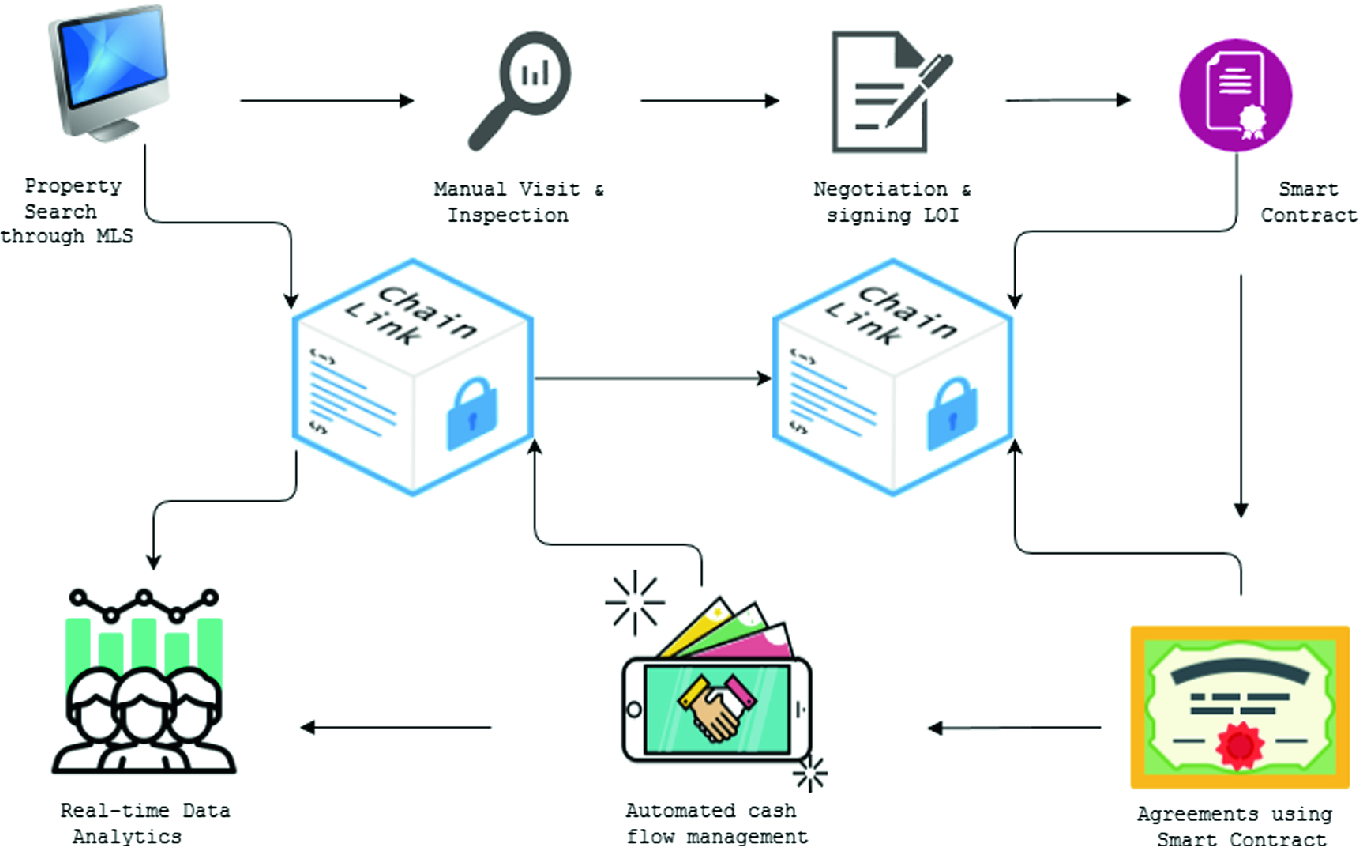 Property
Search
through MLS
Manual Visit &
Inspection
Negotiation &
signing LOI
Smart
Contract
Chain
Link
Chain
Link
Real-time Data
Analytics
Automated cash
flow management
Agreements using
Smart Contract